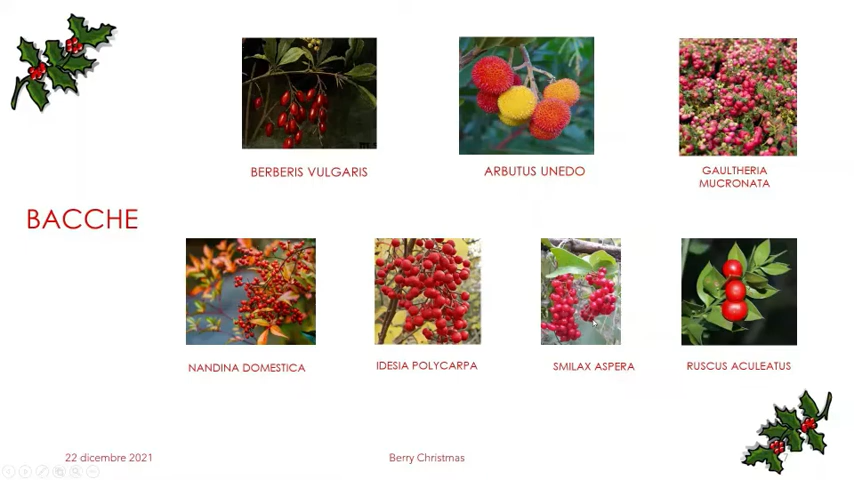 BERBERIS VULGARIS
ARBUTUS UNEDO
GAULTHERIA
MUCRONATA
BACCHE
NANDINA DOMESTICA
IDESIA POLYCARPA
SMILAX ASPERA
RUSCUS ACULEATUS
22 dicembre 2021
Berry Christmas
7